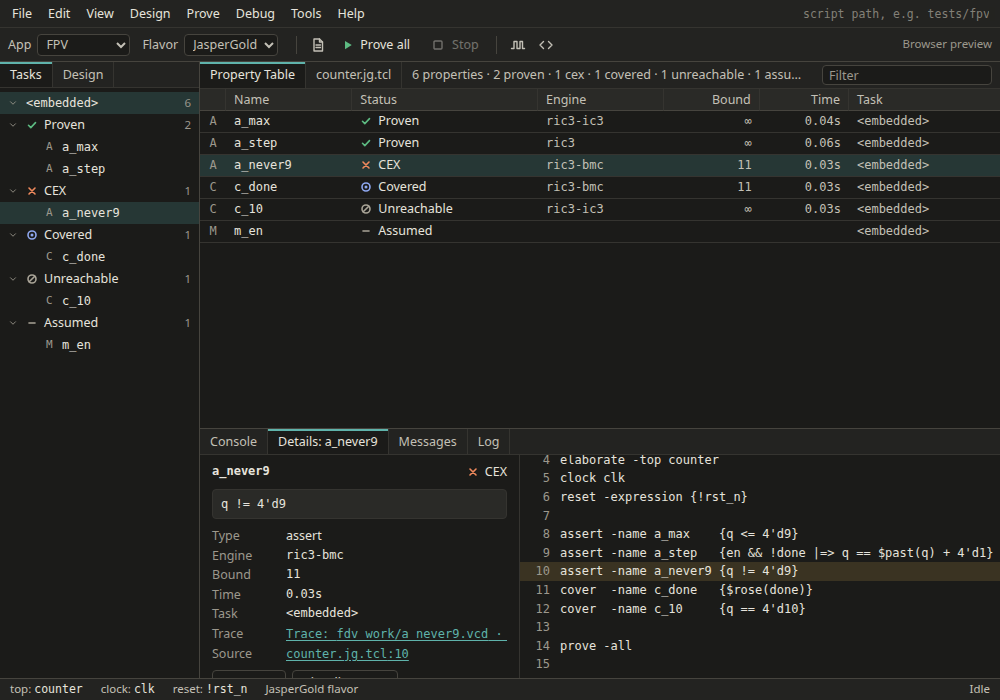 File Edit View Design Prove Debug Tools Help script path, e.g. tests/fpv
App FPV Flavor JasperGold Prove all Stop Browser preview
Tasks Design Property Table counter.jg.tcl 6 properties · 2 proven · 1 cex · 1 covered · 1 unreachable · 1 assu... Filter
<embedded> 6
Proven 2
A a_max
A a_step
CEX 1
A a_never9
Covered 1
C c_done
Unreachable 1
C c_10
Assumed 1
M m_en
Name Status Engine Bound Time Task
A a_max Proven ric3-ic3 ∞ 0.04s <embedded>
A a_step Proven ric3 ∞ 0.06s <embedded>
A a_never9 CEX ric3-bmc 11 0.03s <embedded>
C c_done Covered ric3-bmc 11 0.03s <embedded>
C c_10 Unreachable ric3-ic3 ∞ 0.03s <embedded>
M m_en – Assumed <embedded>
Console Details: a_never9 Messages Log
a_never9 CEX
q != 4'd9
Type assert
Engine ric3-bmc
Bound 11
Time 0.03s
Task <embedded>
Trace Trace: fdv_work/a_never9.vcd ·
Source counter.jg.tcl:10
4 elaborate -top counter
5 clock clk
6 reset -expression {!rst_n}
7
8 assert -name a_max {q <= 4'd9}
9 assert -name a_step {en && !done |=> q == $past(q) + 4'd1}
10 assert -name a_never9 {q != 4'd9}
11 cover -name c_done {$rose(done)}
12 cover -name c_10 {q == 4'd10}
13
14 prove -all
15
top: counter clock: clk reset: !rst_n JasperGold flavor Idle